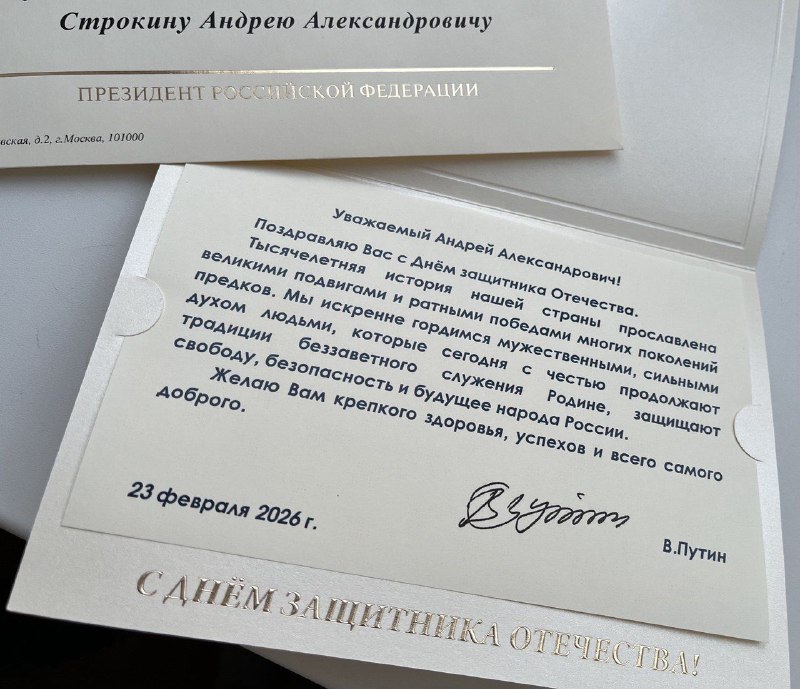 Строкину Андрею Александровичу
ПРЕЗИДЕНТ РОССИЙСКОЙ ФЕДЕРАЦИИ
д.2, г.Москва, 101000
Уважаемый Андрей Александрович!
Поздравляю Вас с Днём защитника Отечества.
Тысячелетняя история нашей страны прославлена
великими подвигами и ратными победами многих поколений
предков. Мы искренне гордимся мужественными, сильными
духом людьми, которые сегодня с честью продолжают
традиции беззаветного служения Родине, защищают
свободу, безопасность и будущее народа России.
Желаю Вам крепкого здоровья, успехов и всего самого
доброго.
23 февраля 2026 г.
В.Путин
С ДНЁМ ЗАЩИТНИКА ОТЕЧЕСТВА!